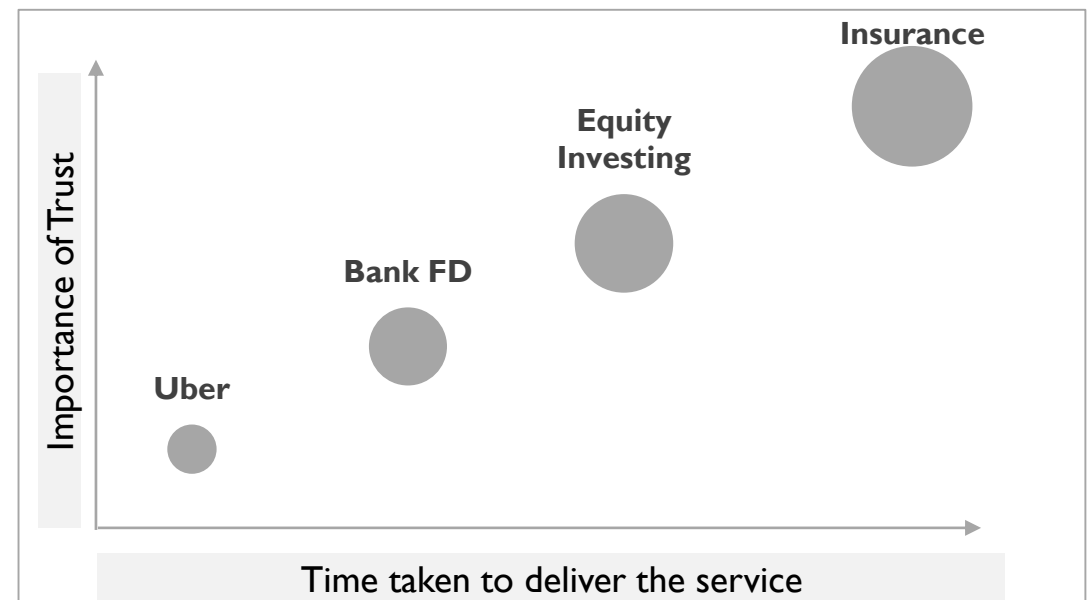 Insurance
Equity
Investing
Bank FD
Uber
Importance of Trust
Time taken to deliver the service